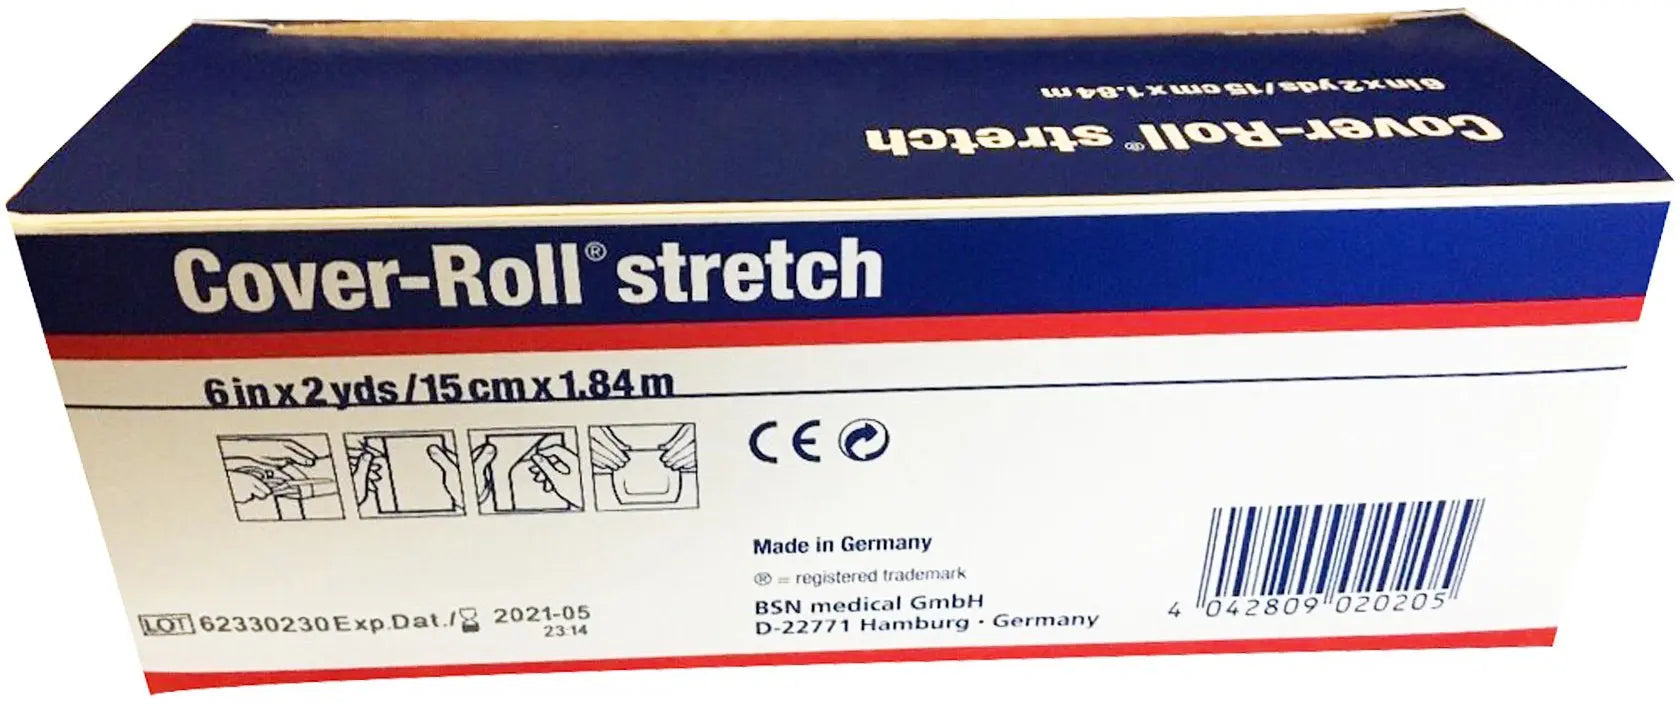 6 in x 2 yds / 15 cm x 1.84 m
Cover-Roll® stretch
Cover-Roll® stretch
6 in x 2 yds / 15 cm x 1.84 m
CE
Made in Germany
® = registered trademark
BSN medical GmbH
D-22771 Hamburg · Germany
LOT 62330230 Exp. Dat./ 2021-05
23:14
4 042809 020205